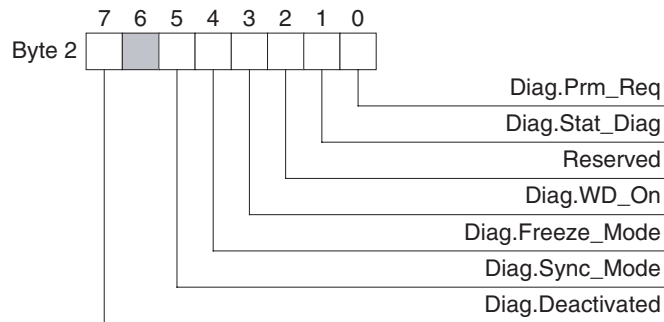 7 6 5 4 3 2 1 0
Byte 2
Diag.Prm_Req
Diag.Stat_Diag
Reserved
Diag.WD_On
Diag.Freeze_Mode
Diag.Sync_Mode
Diag.Deactivated